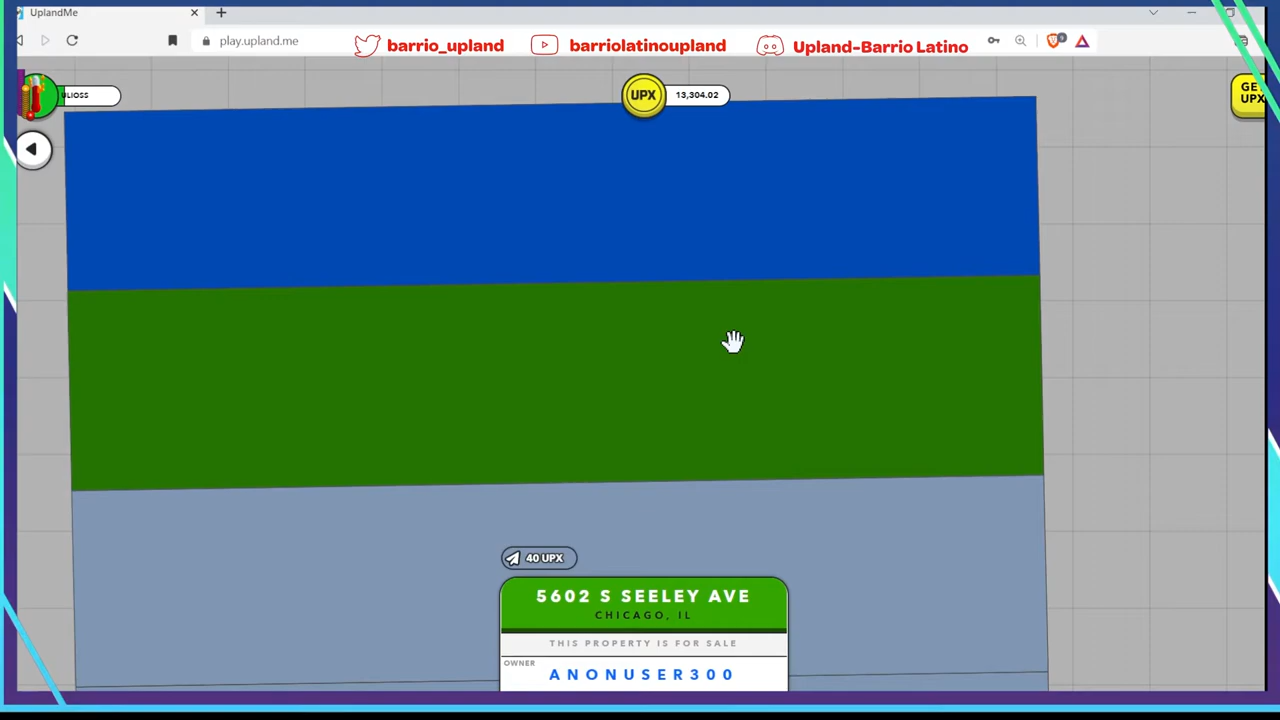 UplandMe
play.upland.me
barrio_upland
barriolatinoupland
Upland-Barrio Latino
UPX
13,304.02
40 UPX
5602 S SEELEY AVE
CHICAGO, IL
THIS PROPERTY IS FOR SALE
OWNER
ANONUSER300